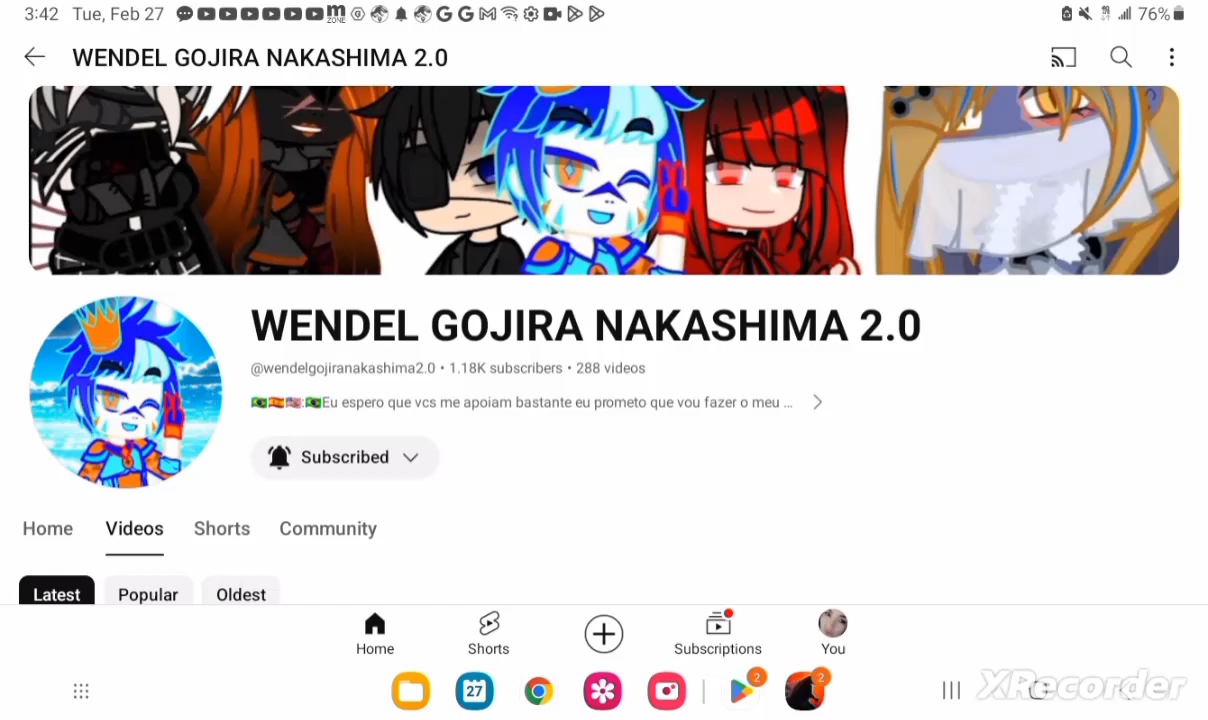 3:42 Tue, Feb 27
m
ZONE
76%
WENDEL GOJIRA NAKASHIMA 2.0
WENDEL GOJIRA NAKASHIMA 2.0
@wendelgojiranakashima2.0 • 1.18K subscribers • 288 videos
🇧🇷🇪🇸🇺🇸:🇧🇷Eu espero que vcs me apoiam bastante eu prometo que vou fazer o meu ...
Subscribed
Home Videos Shorts Community
Latest Popular Oldest
Home Shorts Subscriptions You
27 2 2
XRecorder